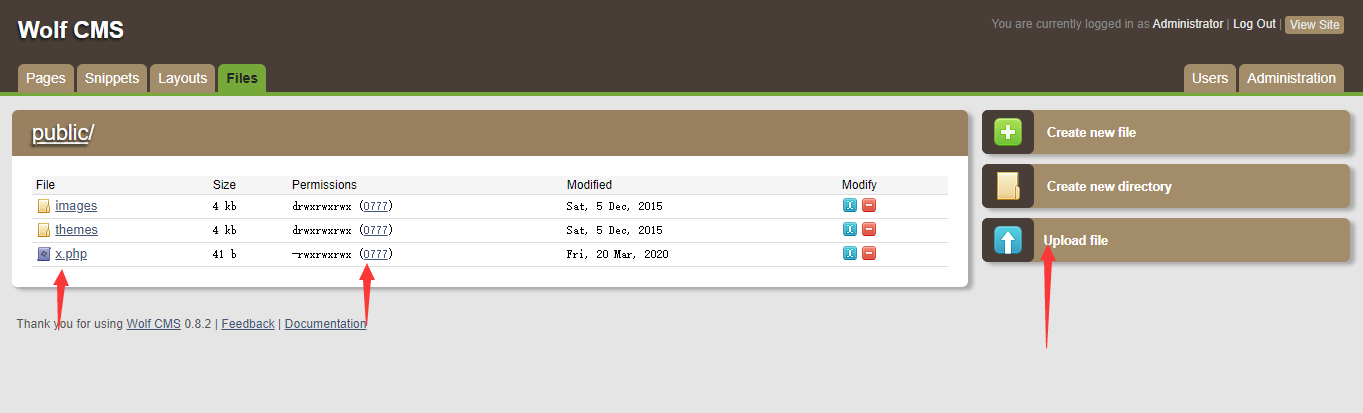 Wolf CMS
You are currently logged in as Administrator | Log Out | View Site
Pages Snippets Layouts Files Users Administration
public/
File Size Permissions Modified Modify
images 4 kb drwxrwxrwx (0777) Sat, 5 Dec, 2015
themes 4 kb drwxrwxrwx (0777) Sat, 5 Dec, 2015
x.php 41 b -rwxrwxrwx (0777) Fri, 20 Mar, 2020
Create new file
Create new directory
Upload file
Thank you for using Wolf CMS 0.8.2 | Feedback | Documentation